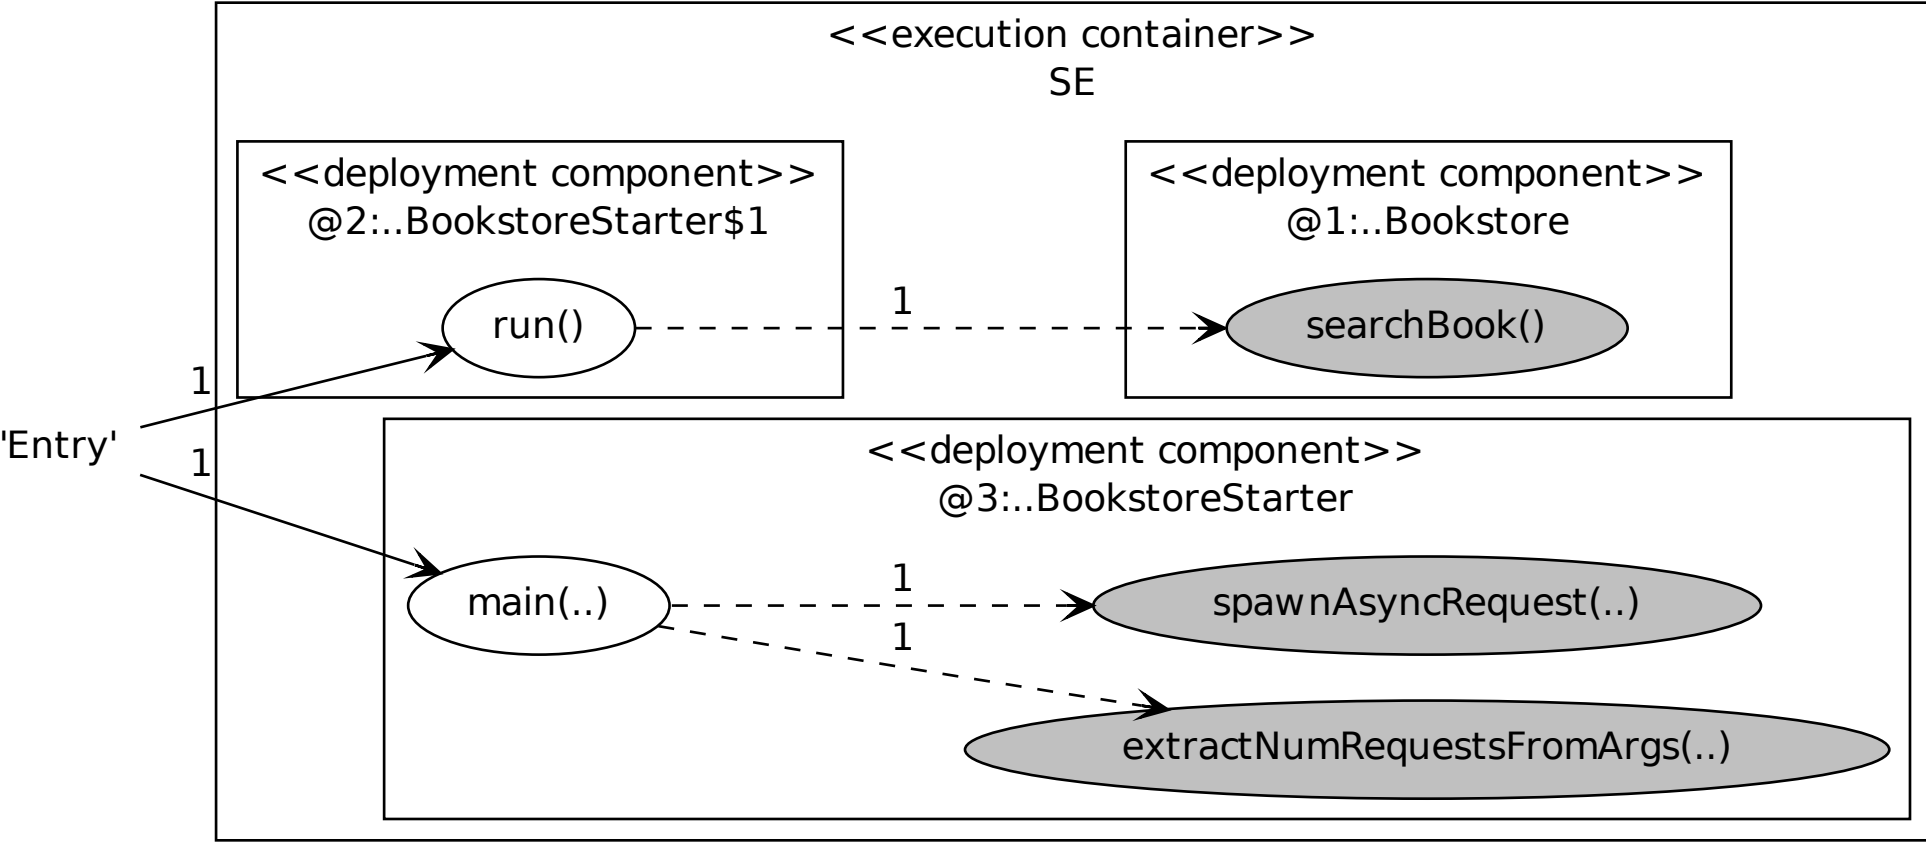 <<execution container>>
SE
<<deployment component>>
@2:..BookstoreStarter$1
<<deployment component>>
@1:..Bookstore
run()
1
searchBook()
1
'Entry'
1
<<deployment component>>
@3:..BookstoreStarter
main(..)
1
spawnAsyncRequest(..)
1
extractNumRequestsFromArgs(..)